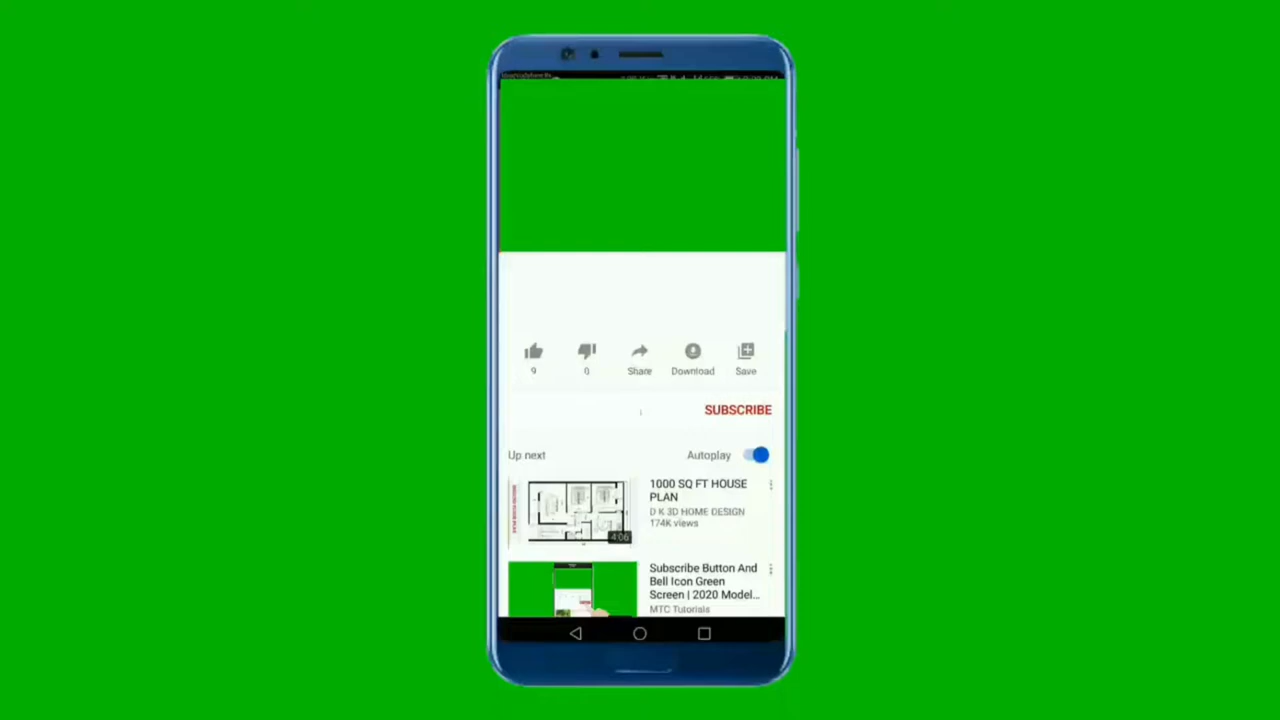 9
0
Share
Download
Save
SUBSCRIBE
Up next
Autoplay
1000 SQ FT HOUSE
PLAN
D K 3D HOME DESIGN
174K views
4:06
Subscribe Button And
Bell Icon Green
Screen | 2020 Model...
MTC Tutorials